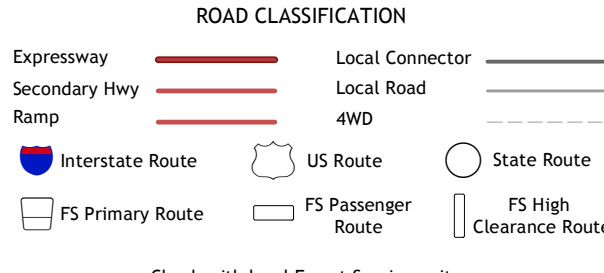 ROAD CLASSIFICATION
Expressway
Local Connector
Secondary Hwy
Local Road
Ramp
4WD
Interstate Route
US Route
State Route
FS Primary Route
FS Passenger
Route
FS High
Clearance Route